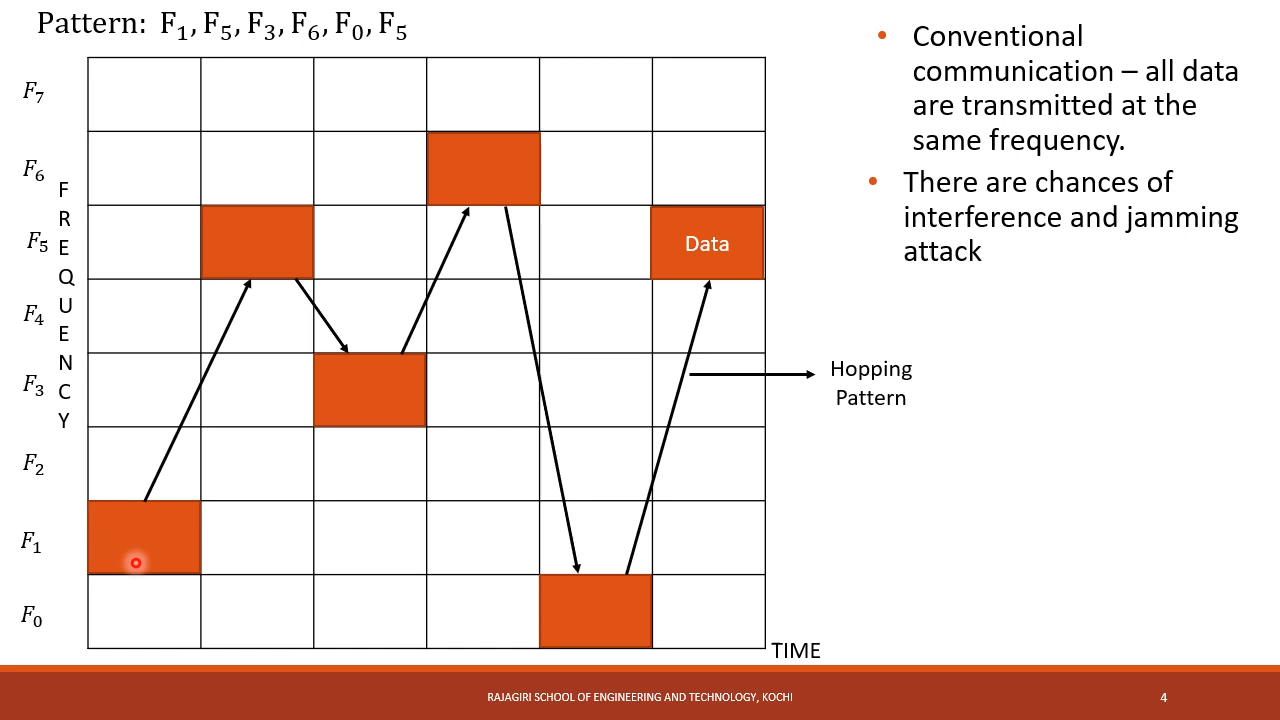 Pattern: F₁, F₅, F₃, F₆, F₀, F₅
F₇
F₆
F₅
F₄
F₃
F₂
F₁
F₀
F
R
E
Q
U
E
N
C
Y
Data
TIME
Hopping
Pattern
• Conventional
communication – all data
are transmitted at the
same frequency.
• There are chances of
interference and jamming
attack
RAJAGIRI SCHOOL OF ENGINEERING AND TECHNOLOGY, KOCHI
4